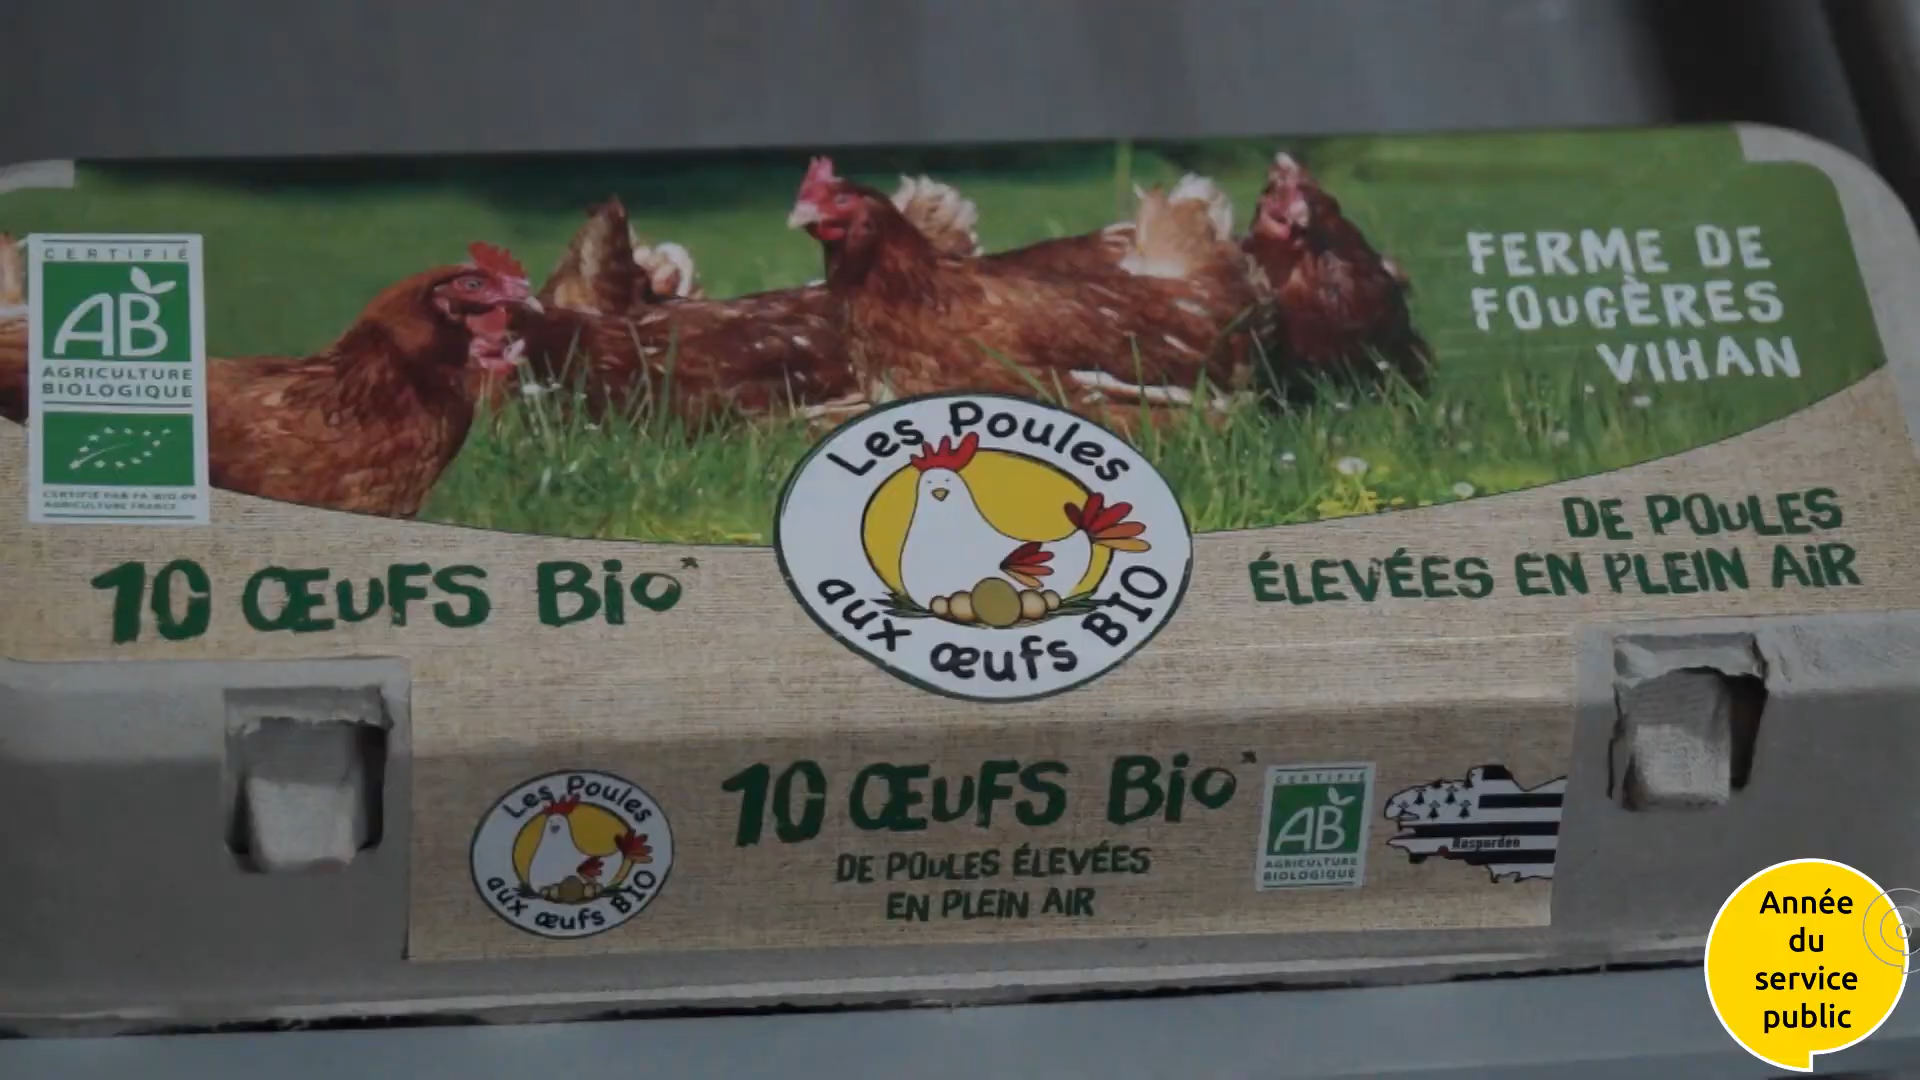 CERTIFIÉ
AB
AGRICULTURE
BIOLOGIQUE
FERME DE
FOUGÈRES
VIHAN
Les Poules
aux œufs BIO
10 ŒUFS Bio*
DE POULES
ÉLEVÉES EN PLEIN AIR
Les Poules
aux œufs BIO
10 ŒUFS Bio*
DE POULES ÉLEVÉES
EN PLEIN AIR
CERTIFIÉ
AB
AGRICULTURE
BIOLOGIQUE
Rosporden
Année
du
service
public